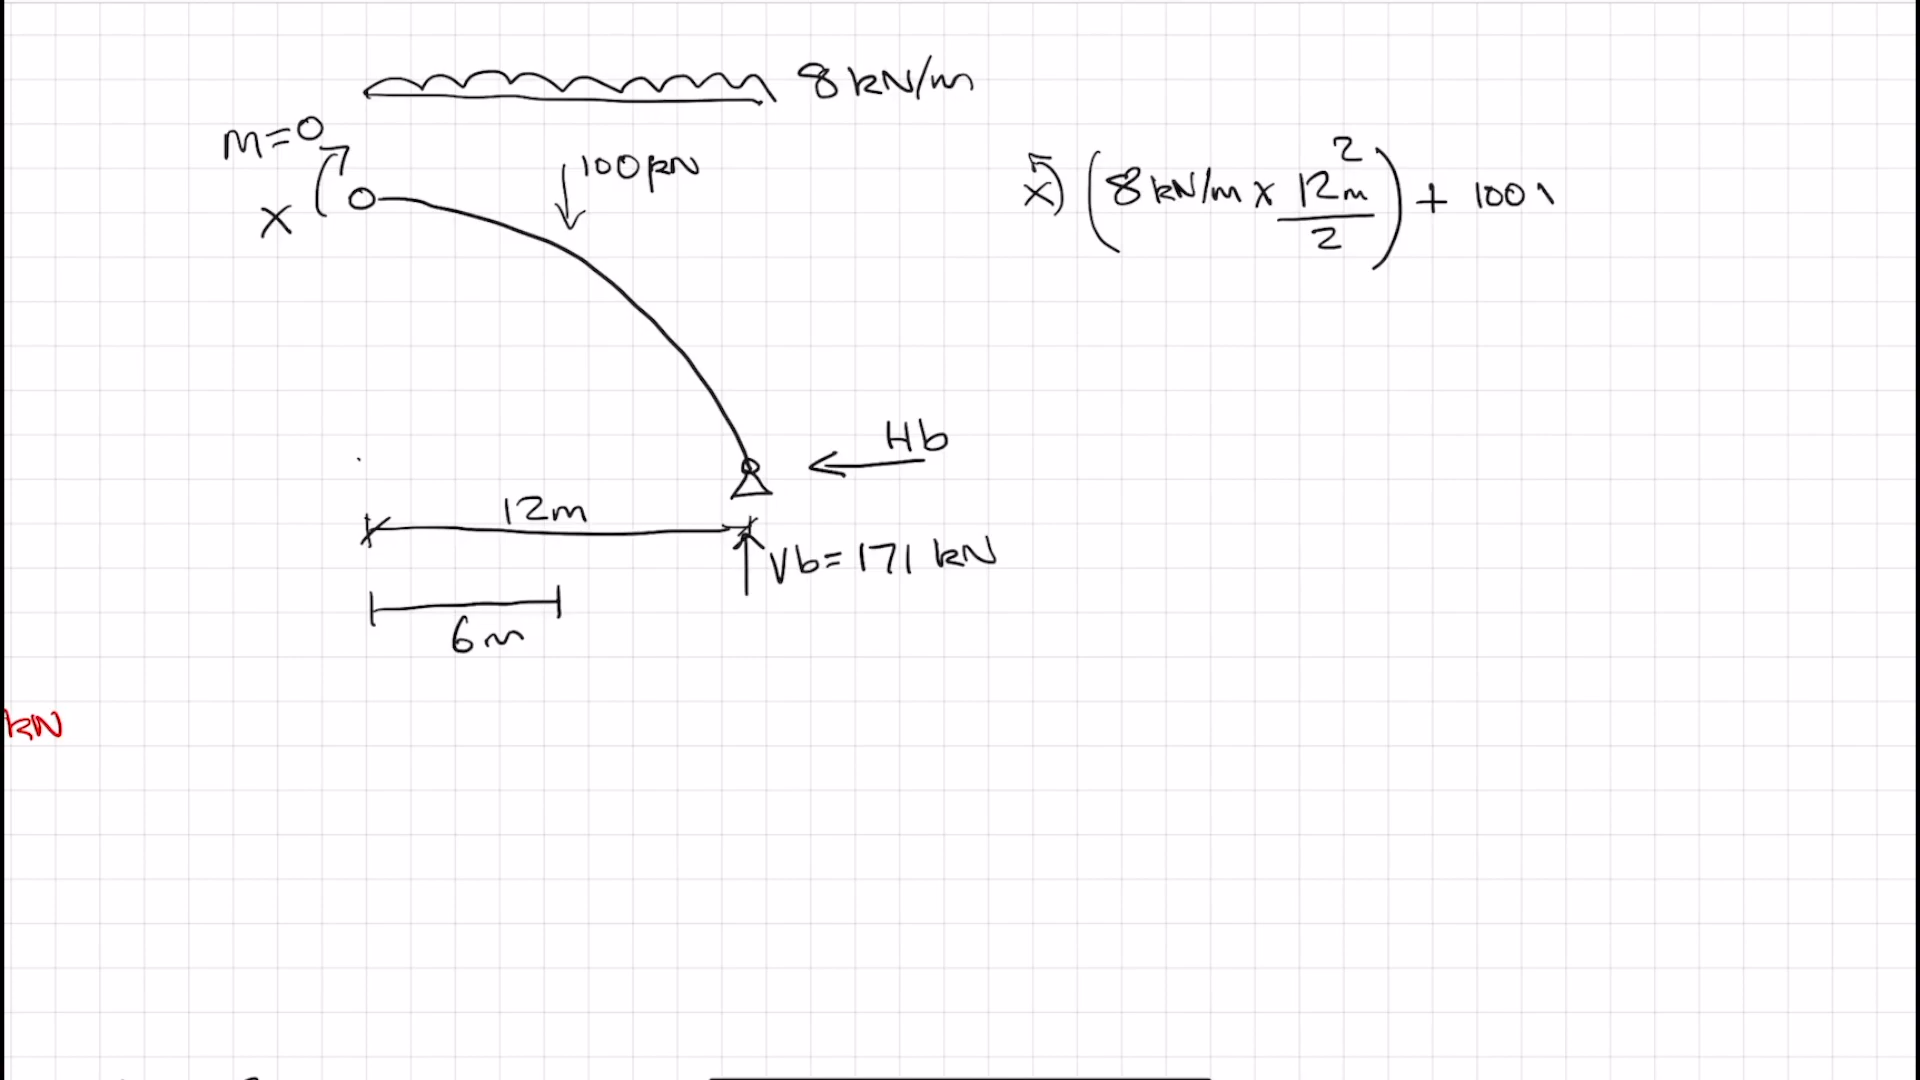 8 kN/m
M=0
100 kN
X
X) (8 kN/m x 12m²/2) + 100
Hb
12m
Vb = 171 kN
6m
kN